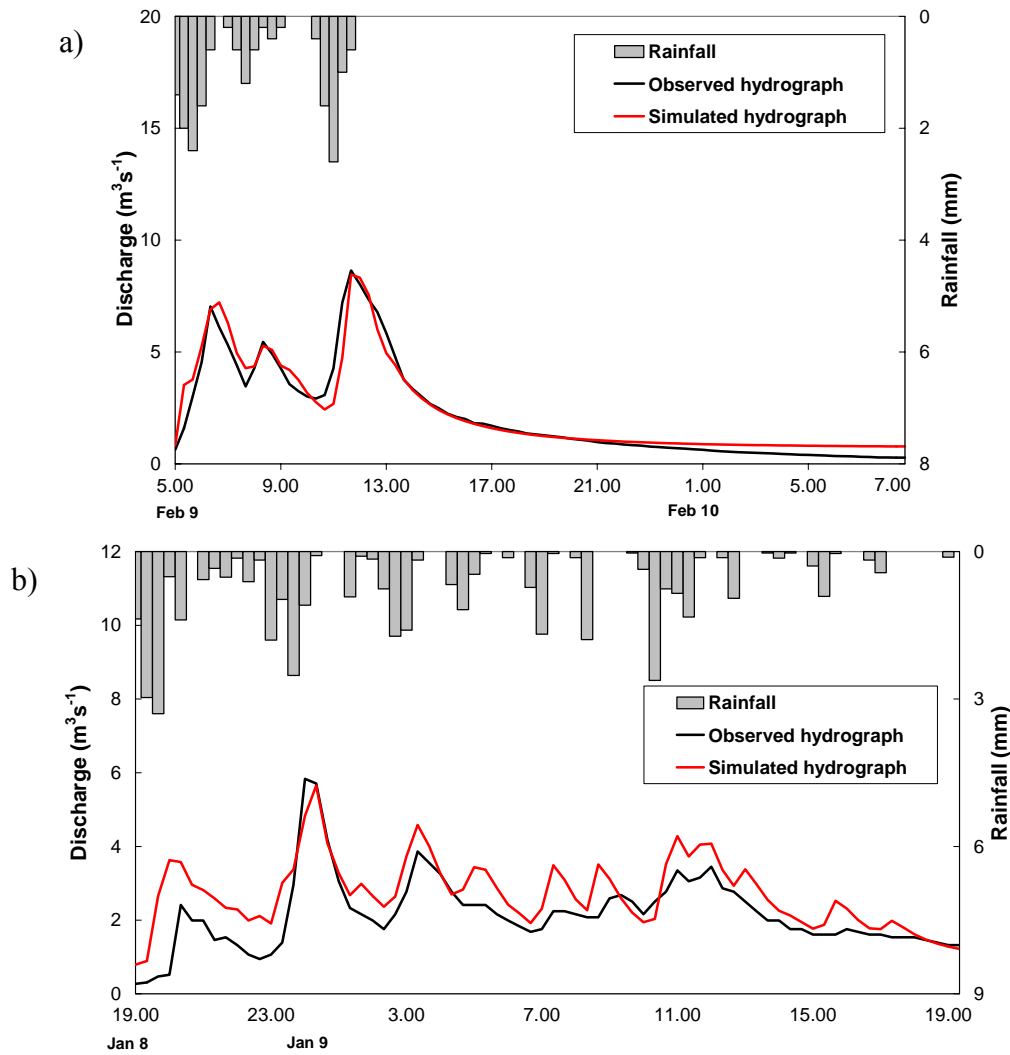 a)
20
15
10
5
0
Discharge (m³s⁻¹)
0
2
4
6
8
Rainfall (mm)
Rainfall
Observed hydrograph
Simulated hydrograph
5.00 9.00 13.00 17.00 21.00 1.00 5.00 7.00
Feb 9 Feb 10
b)
12
10
8
6
4
2
0
Discharge (m³s⁻¹)
0
3
6
9
Rainfall (mm)
Rainfall
Observed hydrograph
Simulated hydrograph
19.00 23.00 3.00 7.00 11.00 15.00 19.00
Jan 8 Jan 9